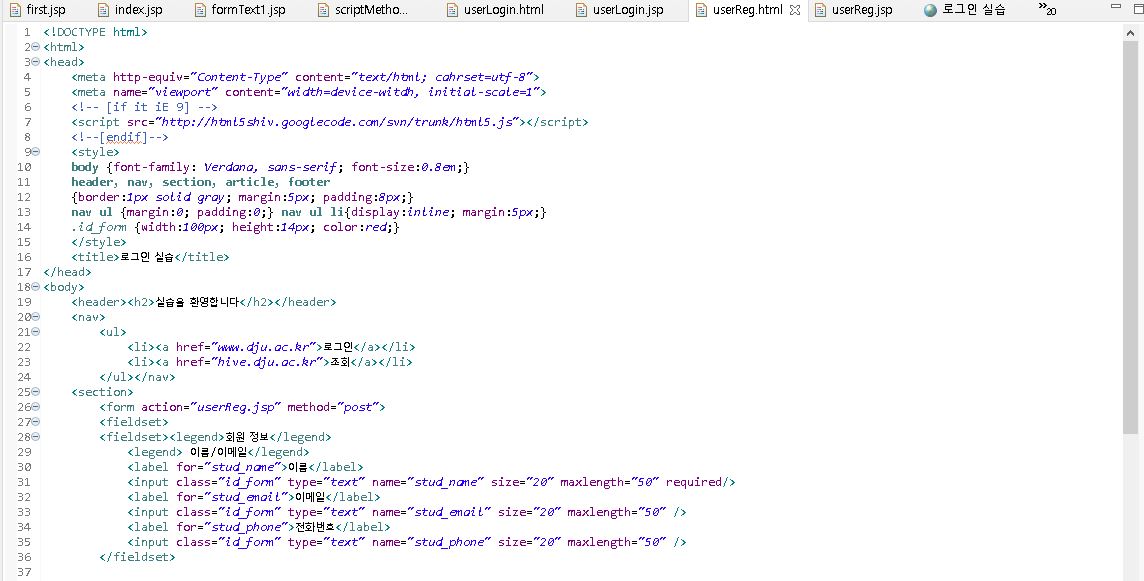 first.jsp index.jsp formText1.jsp scriptMetho... userLogin.html userLogin.jsp userReg.html userReg.jsp 로그인 실습 »20
1 <!DOCTYPE html>
2 <html>
3 <head>
4 <meta http-equiv="Content-Type" content="text/html; cahrset=utf-8">
5 <meta name="viewport" content="width=device-witdh, initial-scale=1">
6 <!-- [if it iE 9] -->
7 <script src="http://html5shiv.googlecode.com/svn/trunk/html5.js"></script>
8 <!--[endif]-->
9 <style>
10 body {font-family: Verdana, sans-serif; font-size:0.8em;}
11 header, nav, section, article, footer
12 {border:1px solid gray; margin:5px; padding:8px;}
13 nav ul {margin:0; padding:0;} nav ul li{display:inline; margin:5px;}
14 .id_form {width:100px; height:14px; color:red;}
15 </style>
16 <title>로그인 실습</title>
17 </head>
18 <body>
19 <header><h2>실습을 환영합니다</h2></header>
20 <nav>
21 <ul>
22 <li><a href="www.dju.ac.kr">로그인</a></li>
23 <li><a href="hive.dju.ac.kr">조회</a></li>
24 </ul></nav>
25 <section>
26 <form action="userReg.jsp" method="post">
27 <fieldset>
28 <fieldset><legend>회원 정보</legend>
29 <legend> 이름/이메일</legend>
30 <label for="stud_name">이름</label>
31 <input class="id_form" type="text" name="stud_name" size="20" maxlength="50" required/>
32 <label for="stud_email">이메일</label>
33 <input class="id_form" type="text" name="stud_email" size="20" maxlength="50" />
34 <label for="stud_phone">전화번호</label>
35 <input class="id_form" type="text" name="stud_phone" size="20" maxlength="50" />
36 </fieldset>
37